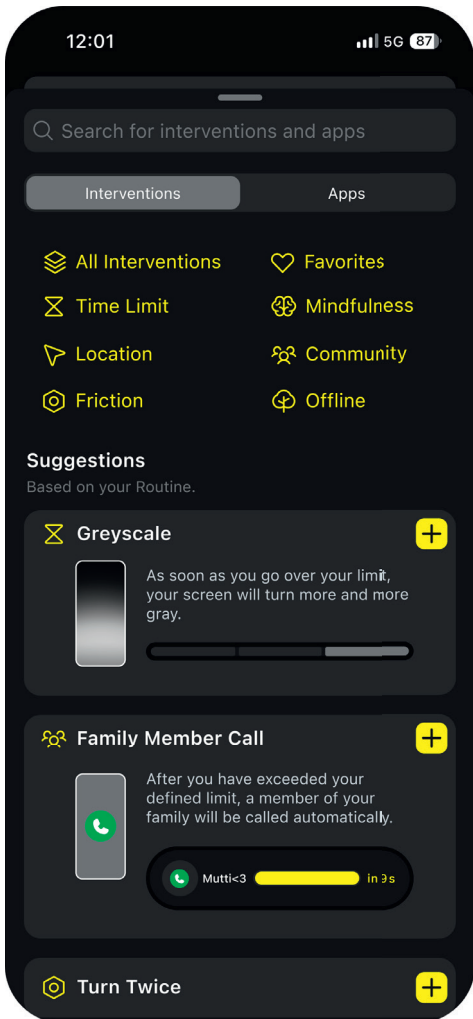 12:01
5G 87
Search for interventions and apps
Interventions Apps
All Interventions Favorites
Time Limit Mindfulness
Location Community
Friction Offline
Suggestions
Based on your Routine.
Greyscale
As soon as you go over your limit,
your screen will turn more and more
gray.
Family Member Call
After you have exceeded your
defined limit, a member of your
family will be called automatically.
Mutti<3 in 9s
Turn Twice